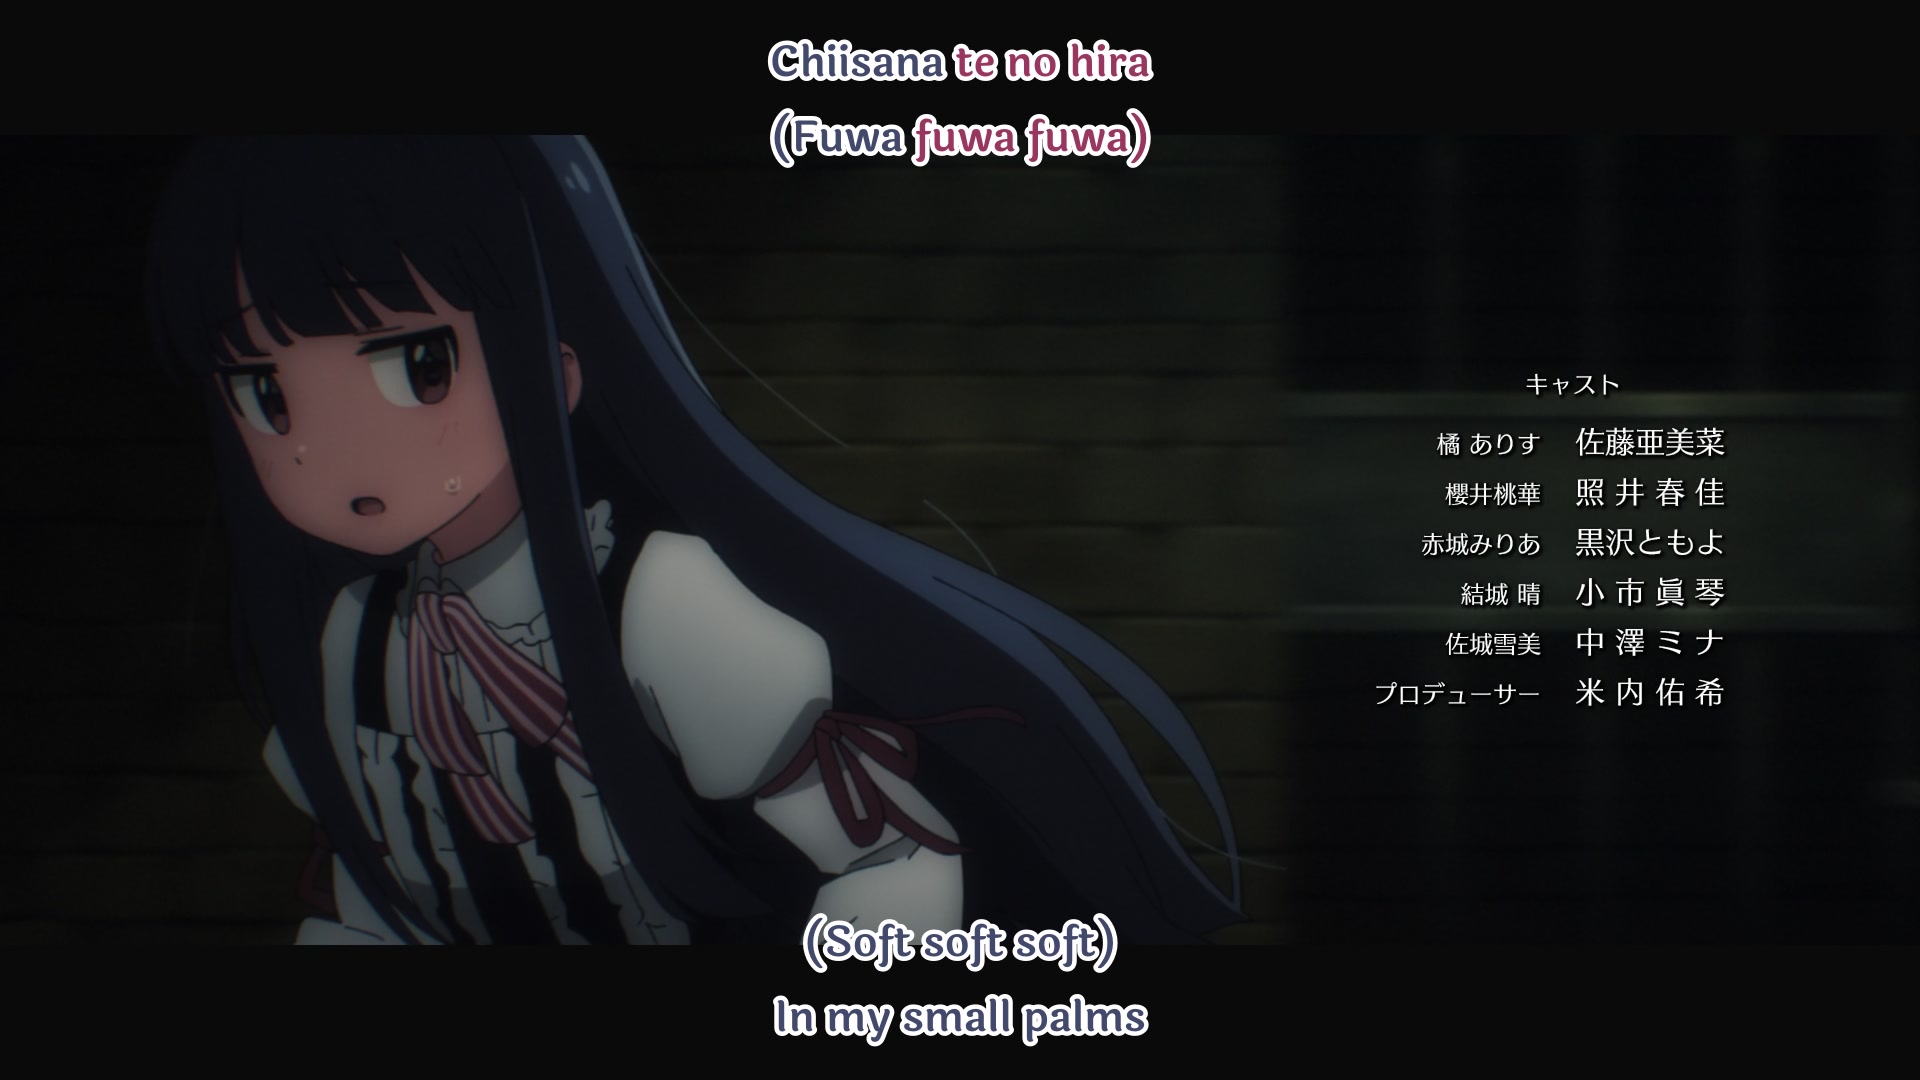 Chiisana te no hira
(Fuwa fuwa fuwa)
キャスト
橘 ありす 佐藤亜美菜
櫻井桃華 照井春佳
赤城みりあ 黒沢ともよ
結城 晴 小市眞琴
佐城雪美 中澤ミナ
プロデューサー 米内佑希
(Soft soft soft)
In my small palms